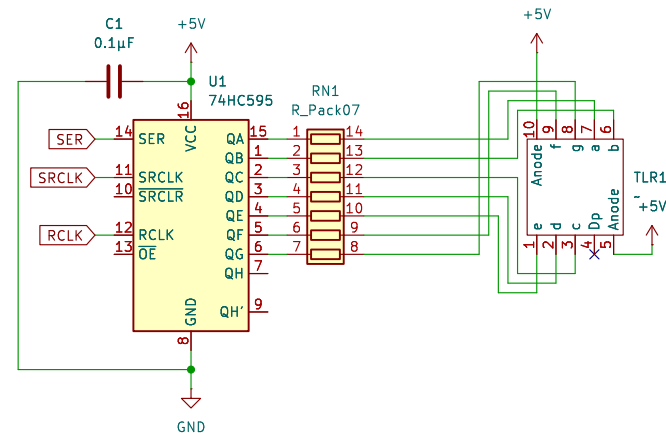 C1
0.1µF
+5V
+5V
U1
74HC595
RN1
R_Pack07
SER
SRCLK
RCLK
14
11
10
12
13
16
8
SER
SRCLK
SRCLR
RCLK
OE
VCC
GND
QA
QB
QC
QD
QE
QF
QG
QH
QH'
15
1
2
3
4
5
6
7
9
1
2
3
4
5
6
7
14
13
12
11
10
9
8
10
9
8
7
6
Anode
f
g
a
b
e
d
c
Dp
Anode
1
2
3
4
5
TLR1
~
+5V
GND